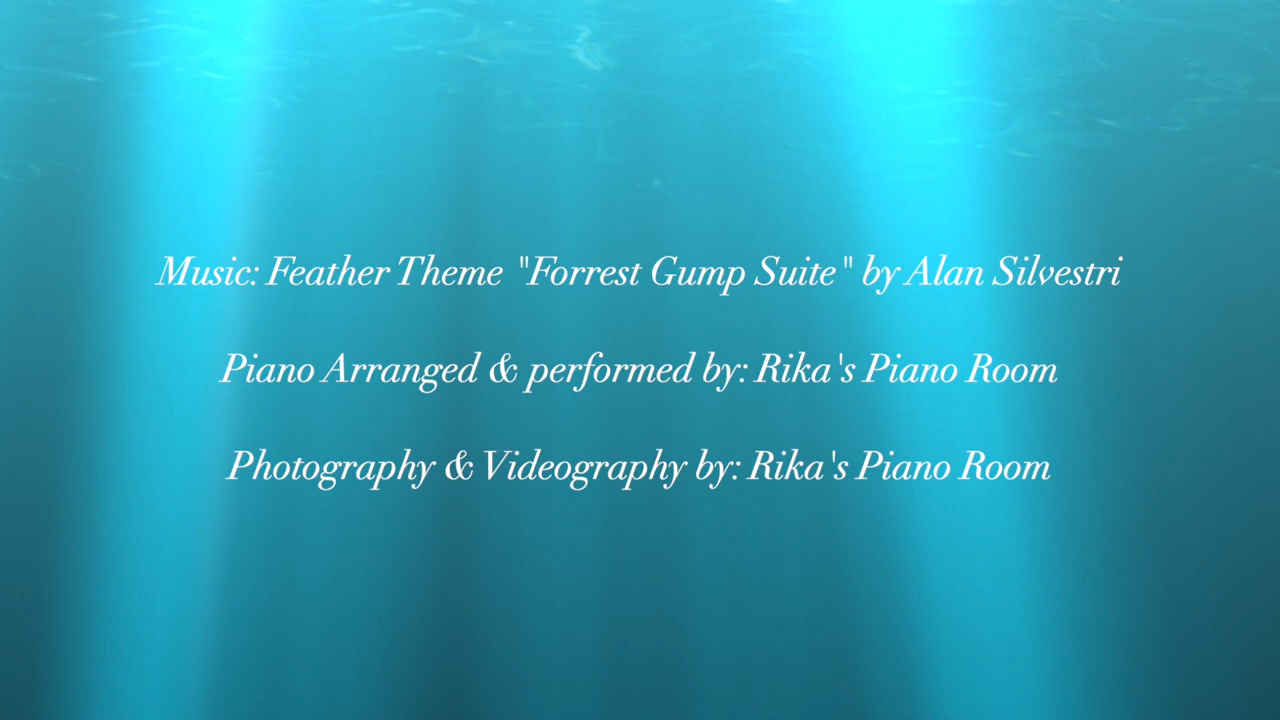 Music: Feather Theme "Forrest Gump Suite" by Alan Silvestri
Piano Arranged & performed by: Rika's Piano Room
Photography & Videography by: Rika's Piano Room